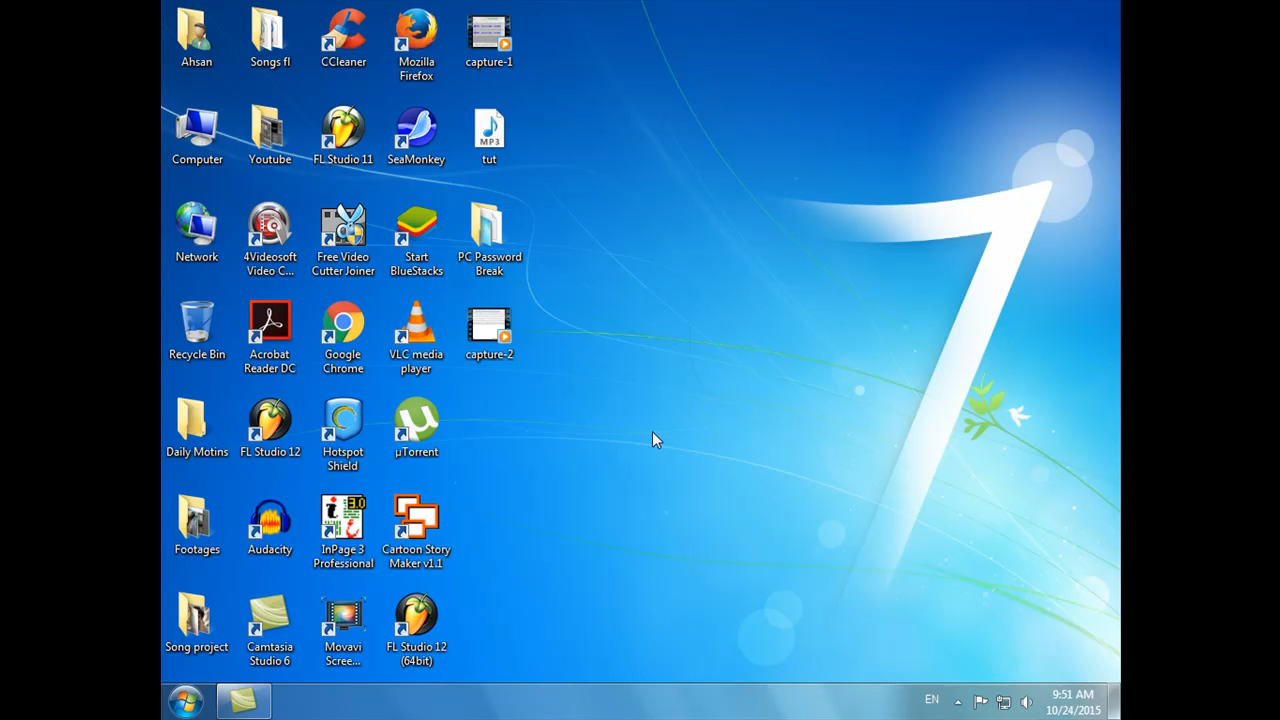 Ahsan
Songs fl
CCleaner
Mozilla
Firefox
capture-1
Computer
Youtube
FL Studio 11
SeaMonkey
MP3
tut
Network
4Videosoft
Video C...
Free Video
Cutter Joiner
Start
BlueStacks
PC Password
Break
Recycle Bin
Acrobat
Reader DC
Google
Chrome
VLC media
player
capture-2
Daily Motins
FL Studio 12
Hotspot
Shield
µTorrent
Footages
Audacity
3.0
InPage 3
Professional
Cartoon Story
Maker v1.1
Song project
Camtasia
Studio 6
Movavi
Scree...
FL Studio 12
(64bit)
EN
9:51 AM
10/24/2015